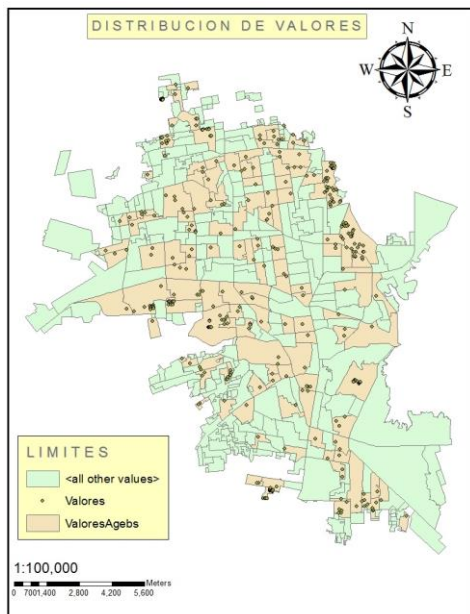 DISTRIBUCION DE VALORES
N
W E
S
LIMITES
<all other values>
Valores
ValoresAgebs
1:100,000
Meters
0 7001,400 2,800 4,200 5,600